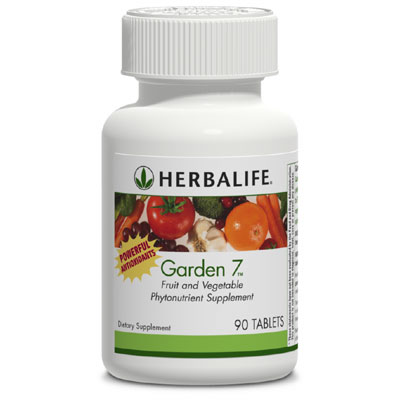 HERBALIFE®
POWERFUL
ANTIOXIDANTS
Garden 7™
Fruit and Vegetable
Phytonutrient Supplement
Dietary Supplement
90 TABLETS